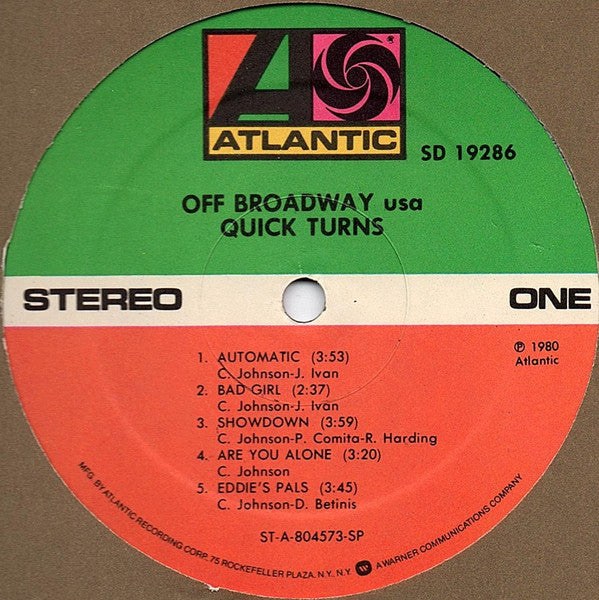 ATLANTIC
SD 19286
OFF BROADWAY usa
QUICK TURNS
STEREO
ONE
℗ 1980
Atlantic
1. AUTOMATIC (3:53)
C. Johnson-J. Ivan
2. BAD GIRL (2:37)
C. Johnson-J. Ivan
3. SHOWDOWN (3:59)
C. Johnson-P. Comita-R. Harding
4. ARE YOU ALONE (3:20)
C. Johnson
5. EDDIE'S PALS (3:45)
C. Johnson-D. Betinis
ST-A-804573-SP
MFG. BY ATLANTIC RECORDING CORP. 75 ROCKEFELLER PLAZA. N.Y., N.Y. A WARNER COMMUNICATIONS COMPANY